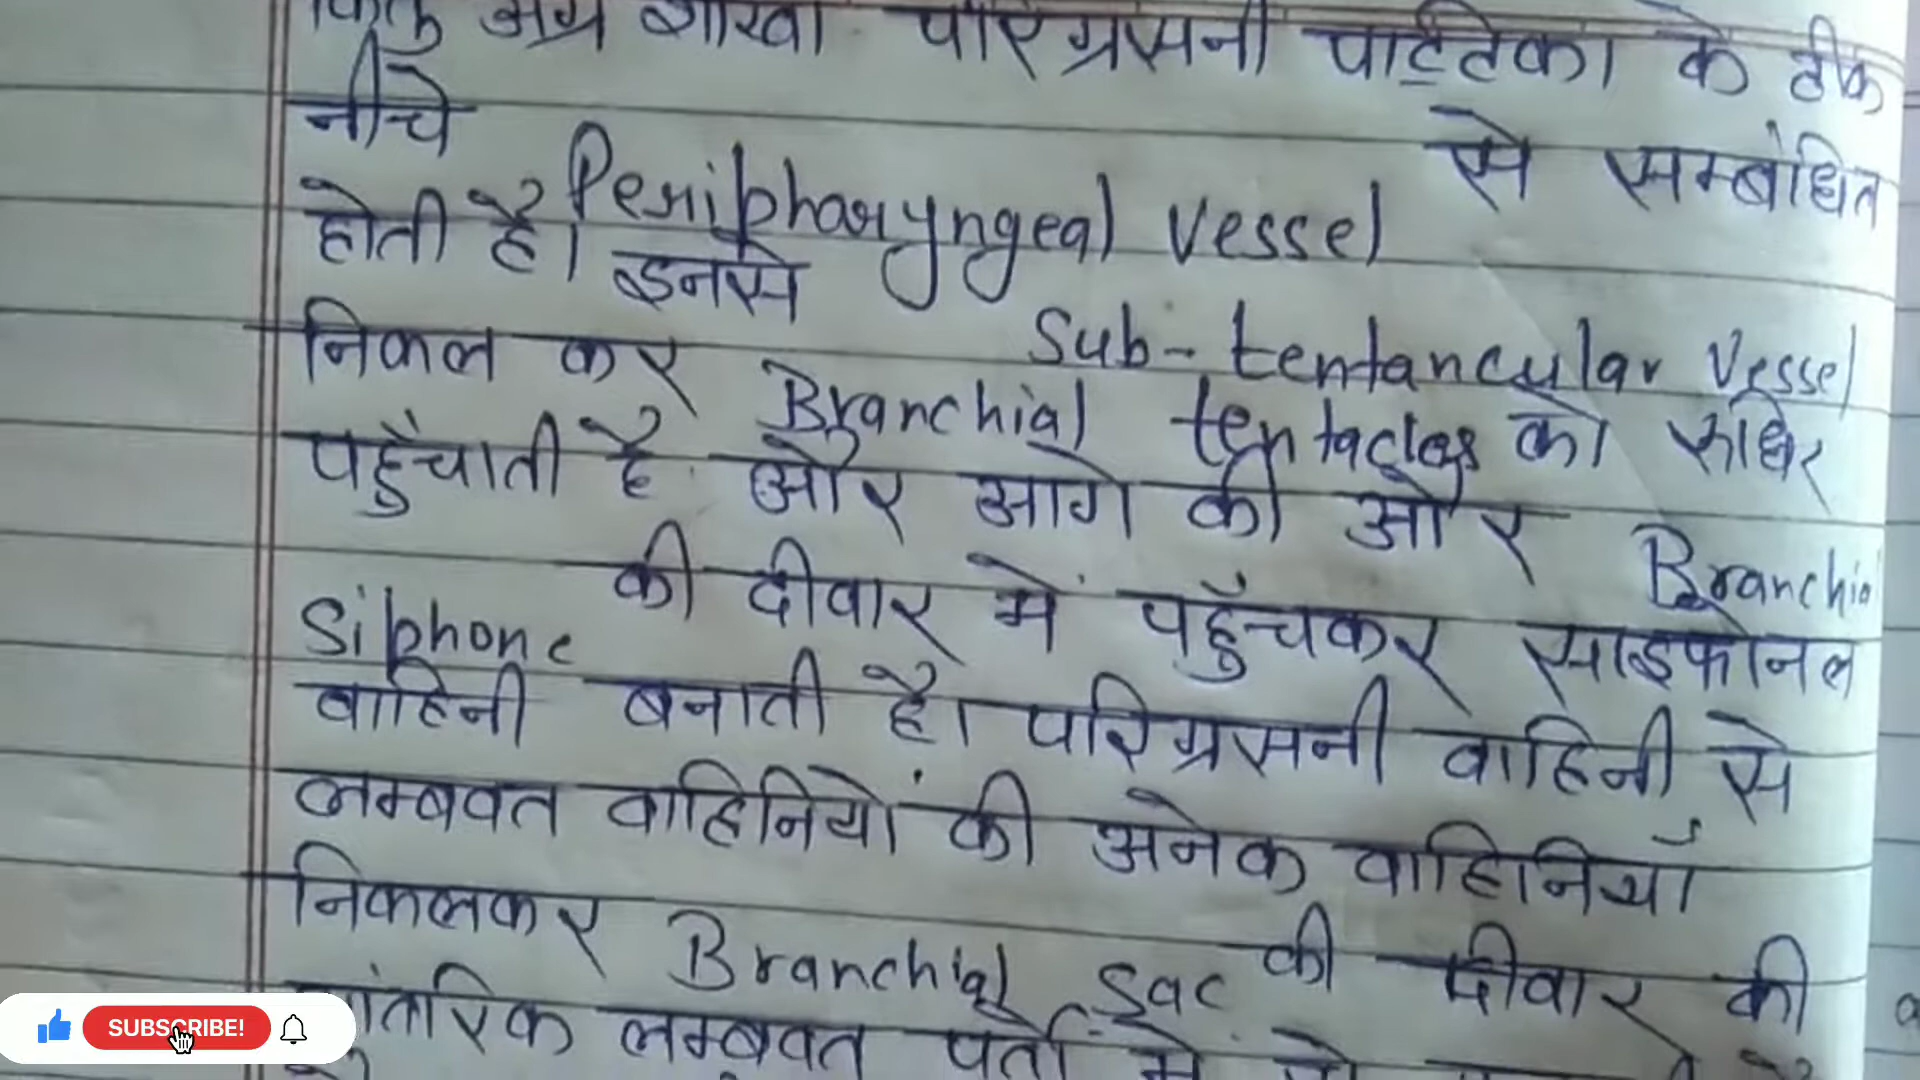 किन्तु अग्र शाखा परिग्रसनी पट्टिका के ठीक
नीचे से सम्बंधित
होती है। इनसे Peripharyngeal vessel
निकल कर Sub-tentancular Vessel
Branchial tentacles को रूधिर
पहुँचाती है और आगे की ओर Branchial
Siphone की दीवार में पहुँचकर साइफोनल
वाहिनी बनाती है। परिग्रसनी वाहिनी से
लम्बवत वाहिनियों की अनेक वाहिनियाँ
निकलकर Branchial Sac की दीवार की
आंतरिक लम्बवत पर्तो में
SUBSCRIBE!